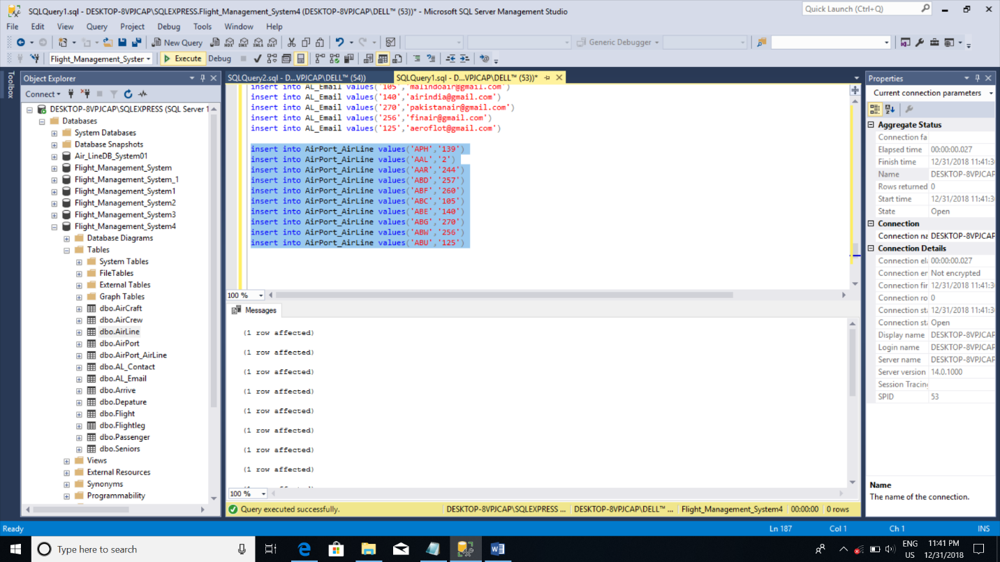 SQLQuery1.sql - DESKTOP-8VPJCAP\SQLEXPRESS.Flight_Management_System4 (DESKTOP-8VPJCAP\DELL™ (53))* - Microsoft SQL Server Management Studio
Quick Launch (Ctrl+Q)
File Edit View Query Project Debug Tools Window Help
New Query
Generic Debugger
Flight_Management_Syster
Execute Debug
Toolbox
Object Explorer
Connect
DESKTOP-8VPJCAP\SQLEXPRESS (SQL Server 1
Databases
System Databases
Database Snapshots
Air_LineDB_System01
Flight_Management_System
Flight_Management_System_1
Flight_Management_System1
Flight_Management_System2
Flight_Management_System3
Flight_Management_System4
Database Diagrams
Tables
System Tables
FileTables
External Tables
Graph Tables
dbo.AirCraft
dbo.AirCrew
dbo.AirLine
dbo.AirPort
dbo.AirPort_AirLine
dbo.AL_Contact
dbo.AL_Email
dbo.Arrive
dbo.Depature
dbo.Flight
dbo.Flightleg
dbo.Passenger
dbo.Seniors
Views
External Resources
Synonyms
Programmability
SQLQuery2.sql - D...VPJCAP\DELL™ (54))
SQLQuery1.sql - D...VPJCAP\DELL™ (53))*
insert into AL_Email values('105','malindoair@gmail.com')
insert into AL_Email values('140','airindia@gmail.com')
insert into AL_Email values('270','pakistanair@gmail.com')
insert into AL_Email values('256','finair@gmail.com')
insert into AL_Email values('125','aeroflot@gmail.com')
insert into AirPort_AirLine values('APH','139')
insert into AirPort_AirLine values('AAL','2')
insert into AirPort_AirLine values('AAR','244')
insert into AirPort_AirLine values('ABD','257')
insert into AirPort_AirLine values('ABF','260')
insert into AirPort_AirLine values('ABC','105')
insert into AirPort_AirLine values('ABE','140')
insert into AirPort_AirLine values('ABG','270')
insert into AirPort_AirLine values('ABW','256')
insert into AirPort_AirLine values('ABU','125')
100 %
Messages
(1 row affected)
(1 row affected)
(1 row affected)
(1 row affected)
(1 row affected)
(1 row affected)
(1 row affected)
(1 row affected)
100 %
Query executed successfully.
DESKTOP-8VPJCAP\SQLEXPRESS ... DESKTOP-8VPJCAP\DELL™ ... Flight_Management_System4 00:00:00 0 rows
Properties
Current connection parameters
Aggregate Status
Connection fa
Elapsed time 00:00:00.027
Finish time 12/31/2018 11:41:3
Name DESKTOP-8VPJCAP
Rows returned 0
Start time 12/31/2018 11:41:3
State Open
Connection
Connection na DESKTOP-8VPJCAP
Connection Details
Connection el 00:00:00.027
Connection er Not encrypted
Connection fir 12/31/2018 11:41:3
Connection ro 0
Connection st 12/31/2018 11:41:3
Connection st Open
Display name DESKTOP-8VPJCAP
Login name DESKTOP-8VPJCAP
Server name DESKTOP-8VPJCAP
Server version 14.0.1000
Session Tracin
SPID 53
Name
The name of the connection.
Ready
Ln 187 Col 1 Ch 1 INS
Type here to search
ENG
US
11:41 PM
12/31/2018